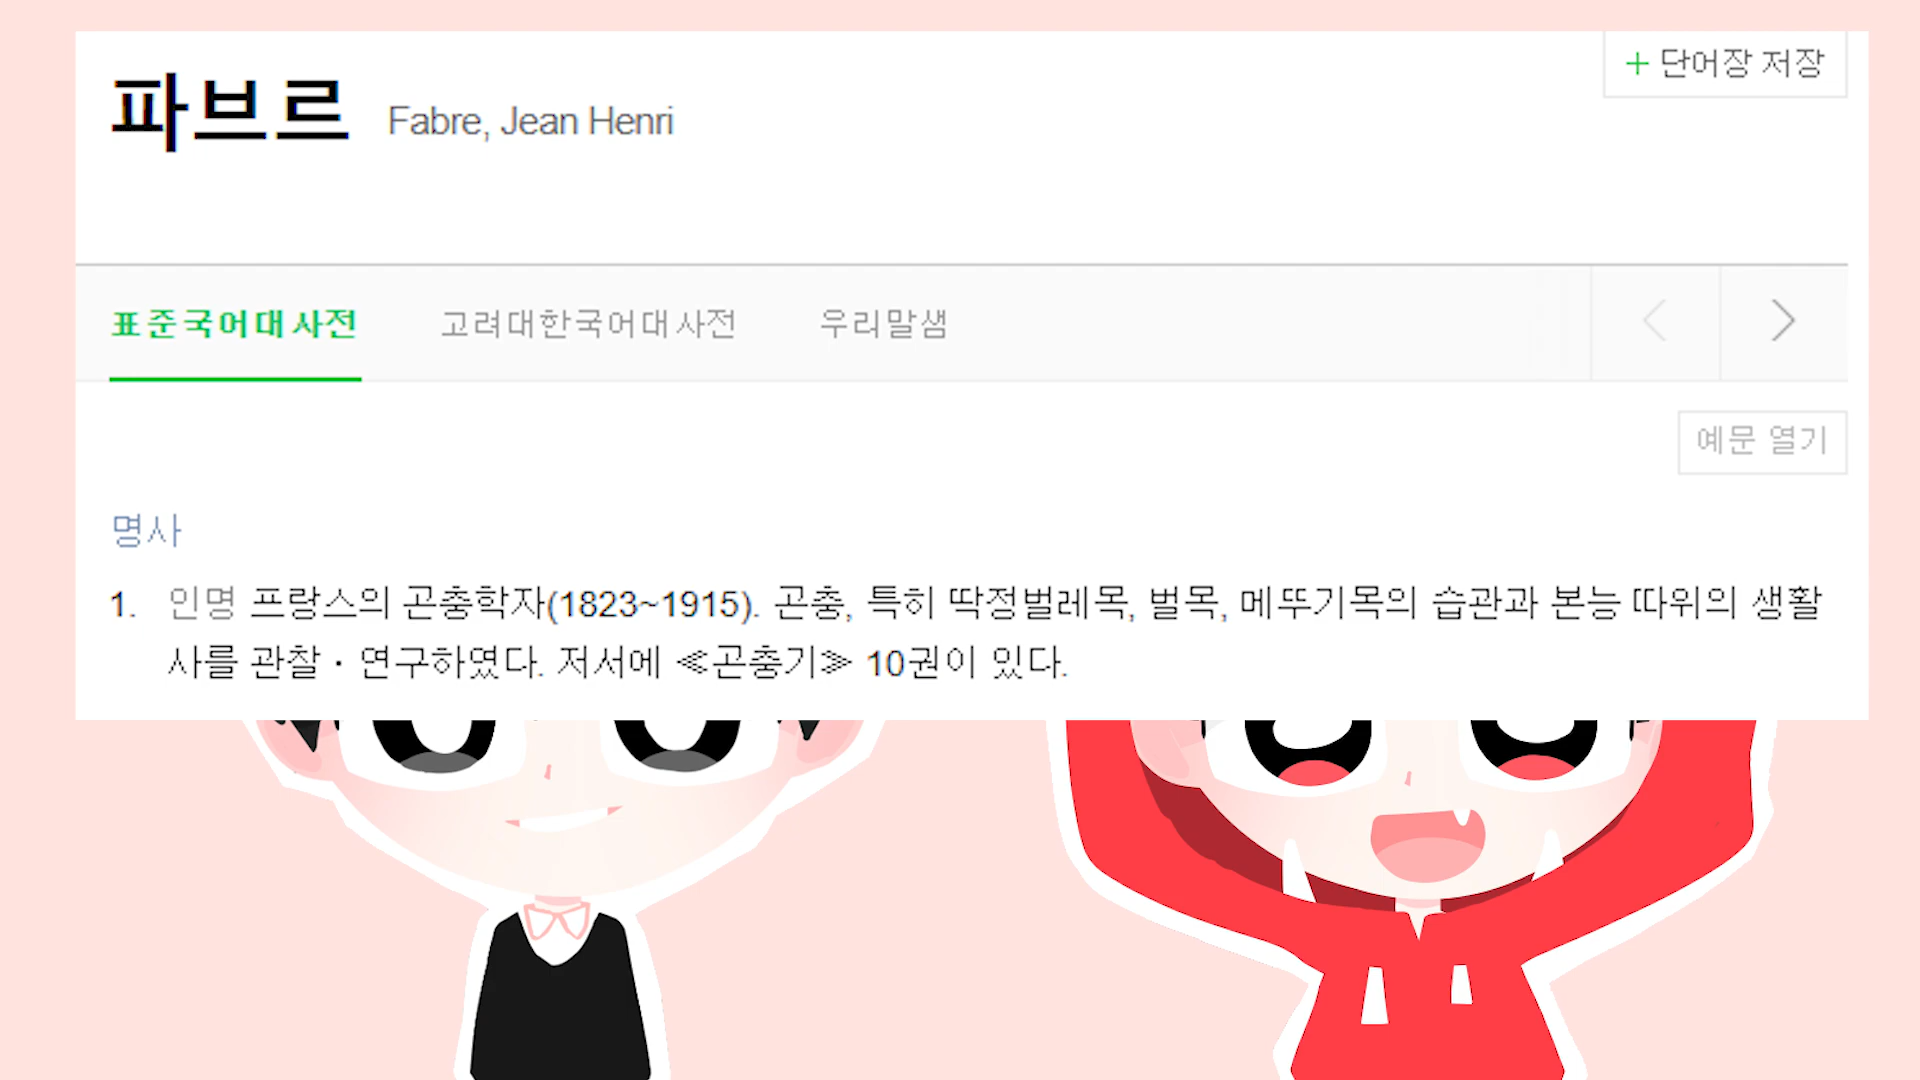 + 단어장 저장
파브르 Fabre, Jean Henri
표준국어대사전 고려대한국어대사전 우리말샘
예문 열기
명사
1. 인명 프랑스의 곤충학자(1823~1915). 곤충, 특히 딱정벌레목, 벌목, 메뚜기목의 습관과 본능 따위의 생활
사를 관찰·연구하였다. 저서에 ≪곤충기≫ 10권이 있다.